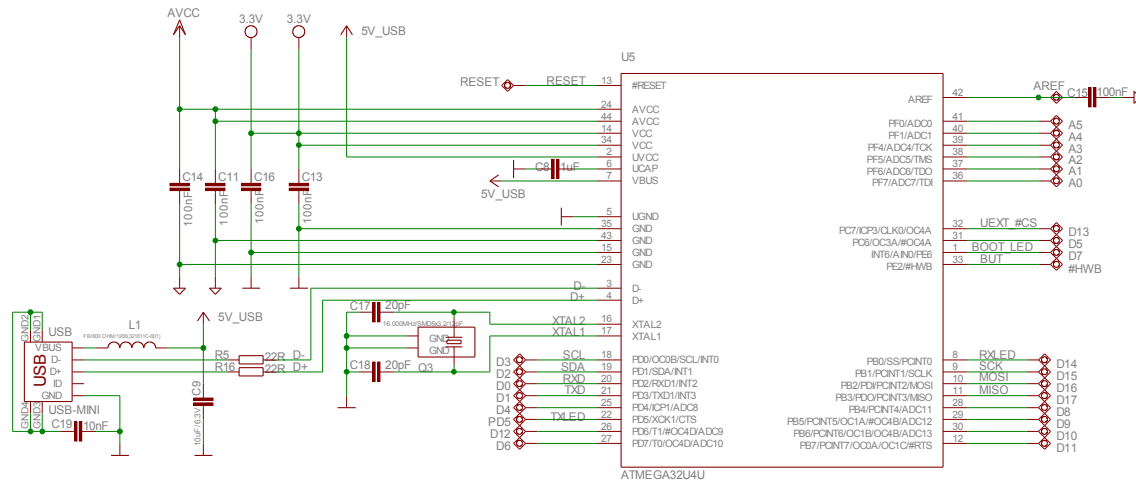 AVCC
3.3V
3.3V
5V_USB
U5
RESET
RESET
13
#RESET
AREF
42
AREF
C15
100nF
24
AVCC
44
AVCC
14
VCC
34
VCC
2
UVCC
6
UCAP
7
VBUS
C8
1uF
5V_USB
PF0/ADC0
41
A5
PF1/ADC1
40
A4
PF4/ADC4/TCK
39
A3
PF5/ADC5/TMS
38
A2
PF6/ADC6/TDO
37
A1
PF7/ADC7/TDI
36
A0
C14
100nF
C11
100nF
C16
100nF
C13
100nF
5
UGND
35
GND
43
GND
15
GND
23
GND
PC7/ICP3/CLK0/OC4A
32
UEXT_#CS
D13
PC6/OC3A/#OC4A
31
D5
INT6/AIN0/PE6
1
BOOT_LED
D7
PE2/#HWB
33
BUT
#HWB
D-
3
D-
D+
4
D+
C17
20pF
16.000MHz/SMD5x3.2/12pF
GND
GND
Q3
C18
20pF
XTAL2
16
XTAL2
XTAL1
17
XTAL1
GND2
GND1
USB
L1
FB/600 OHM/1206(3216)1C-601)
5V_USB
USB
VBUS
D-
D+
ID
GND
R5
22R
D-
R16
22R
D+
USB-MINI
GND4
GND3
C19
10nF
C9
10uF/6.3V
D3
SCL
18
PD0/OC0B/SCL/INT0
D2
SDA
19
PD1/SDA/INT1
D0
RXD
20
PD2/RXD1/INT2
D1
TXD
21
PD3/TXD1/INT3
D4
25
PD4/ICP1/ADC8
PD5
TXLED
22
PD5/XCK1/CTS
D12
26
PD6/T1/#OC4D/ADC9
D6
27
PD7/T0/OC4D/ADC10
PB0/SS/PCINT0
8
RXLED
D14
PB1/PCINT1/SCLK
9
SCK
D15
PB2/PDI/PCINT2/MOSI
10
MOSI
D16
PB3/PDO/PCINT3/MISO
11
MISO
D17
PB4/PCINT4/ADC11
28
D8
PB5/PCINT5/OC1A/#OC4B/ADC12
29
D9
PB6/PCINT6/OC1B/OC4B/ADC13
30
D10
PB7/PCINT7/OC0A/OC1C/#RTS
12
D11
ATMEGA32U4U